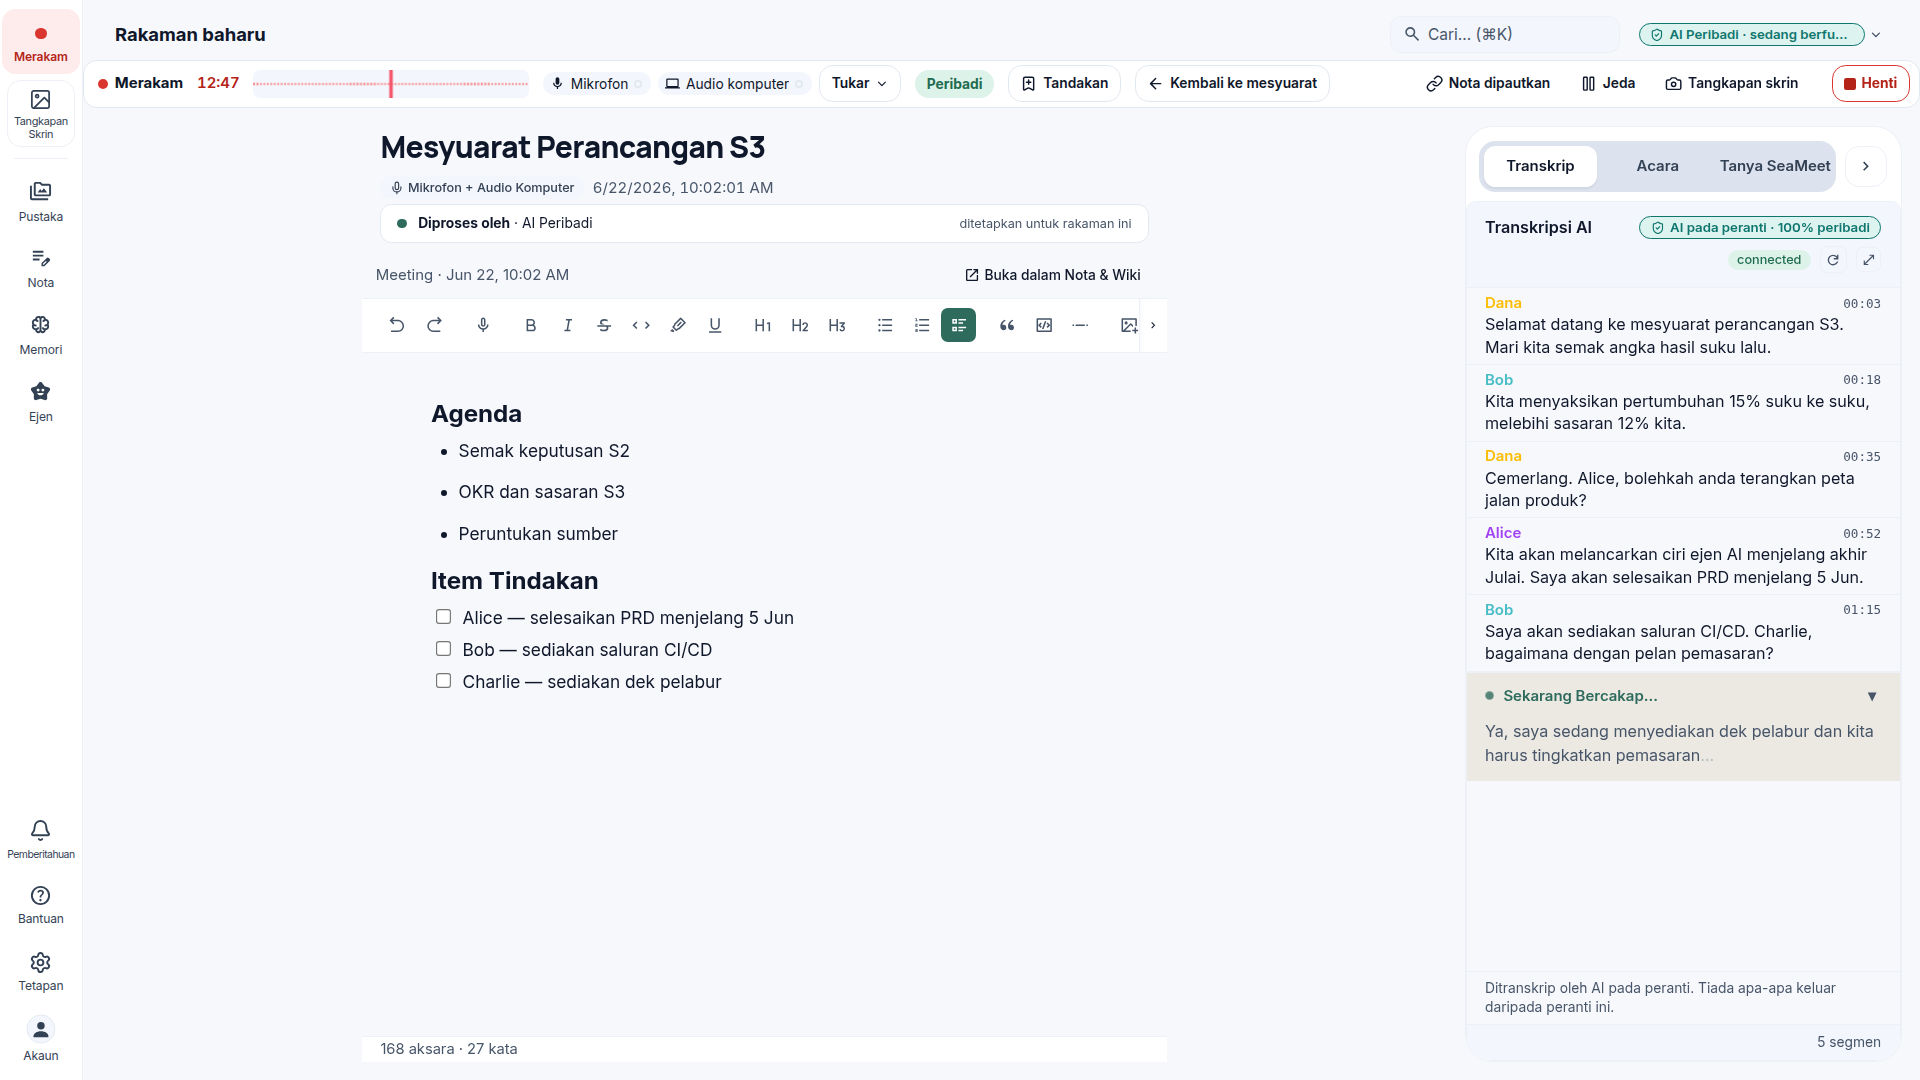 Merakam
Tangkapan
Skrin
Pustaka
Nota
Memori
Ejen
Pemberitahuan
Bantuan
Tetapan
Akaun
Rakaman baharu
Cari... (⌘K)
AI Peribadi · sedang berfu...
Merakam 12:47
Mikrofon
Audio komputer
Tukar
Peribadi
Tandakan
Kembali ke mesyuarat
Nota dipautkan
Jeda
Tangkapan skrin
Henti
Mesyuarat Perancangan S3
Mikrofon + Audio Komputer 6/22/2026, 10:02:01 AM
Diproses oleh · AI Peribadi ditetapkan untuk rakaman ini
Meeting · Jun 22, 10:02 AM Buka dalam Nota & Wiki
B I S U H1 H2 H3
Agenda
• Semak keputusan S2
• OKR dan sasaran S3
• Peruntukan sumber
Item Tindakan
Alice — selesaikan PRD menjelang 5 Jun
Bob — sediakan saluran CI/CD
Charlie — sediakan dek pelabur
168 aksara · 27 kata
Transkrip Acara Tanya SeaMeet
Transkripsi AI AI pada peranti · 100% peribadi
connected
Dana 00:03
Selamat datang ke mesyuarat perancangan S3.
Mari kita semak angka hasil suku lalu.
Bob 00:18
Kita menyaksikan pertumbuhan 15% suku ke suku,
melebihi sasaran 12% kita.
Dana 00:35
Cemerlang. Alice, bolehkah anda terangkan peta
jalan produk?
Alice 00:52
Kita akan melancarkan ciri ejen AI menjelang akhir
Julai. Saya akan selesaikan PRD menjelang 5 Jun.
Bob 01:15
Saya akan sediakan saluran CI/CD. Charlie,
bagaimana dengan pelan pemasaran?
Sekarang Bercakap... ▼
Ya, saya sedang menyediakan dek pelabur dan kita
harus tingkatkan pemasaran...
Ditranskrip oleh AI pada peranti. Tiada apa-apa keluar
daripada peranti ini.
5 segmen